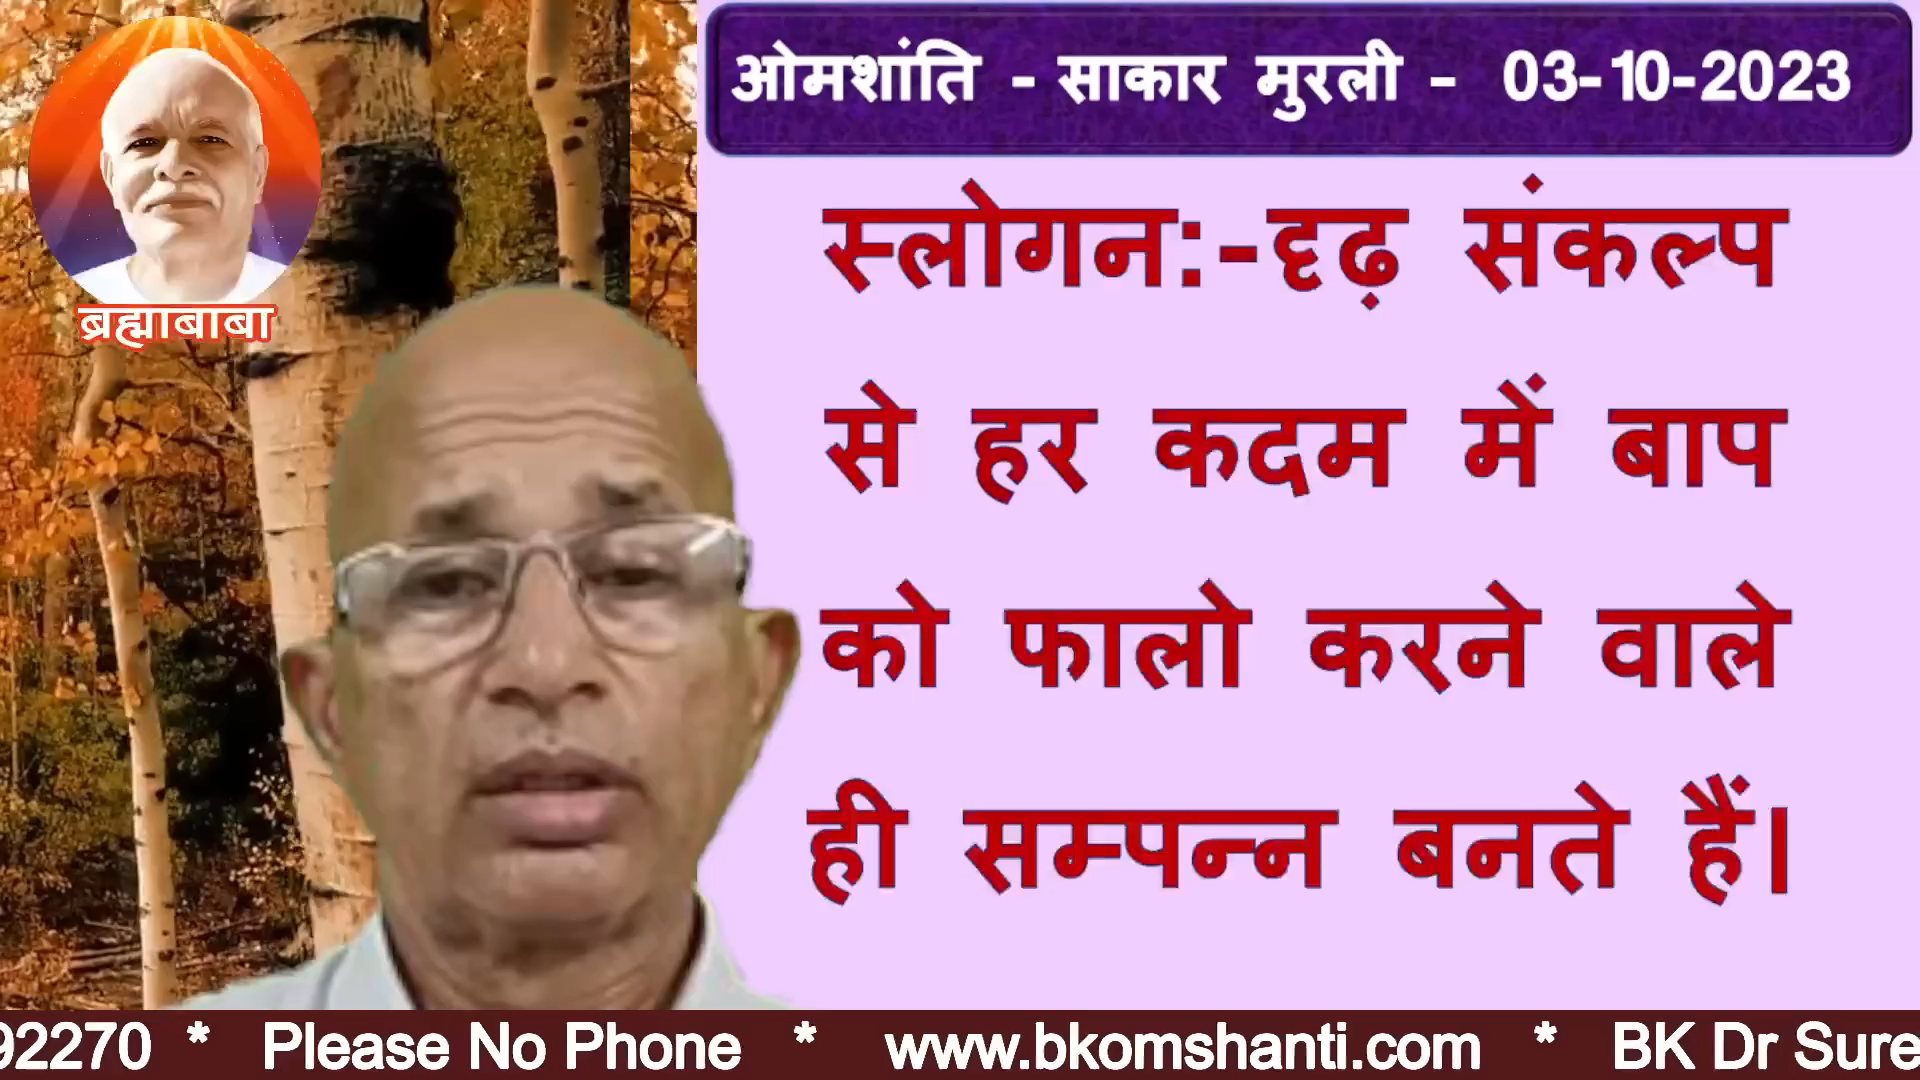 ओमशांति - साकार मुरली - 03-10-2023
ब्रह्माबाबा
स्लोगन:-दृढ़ संकल्प
से हर कदम में बाप
को फालो करने वाले
ही सम्पन्न बनते हैं।
92270 * Please No Phone * www.bkomshanti.com * BK Dr Sure